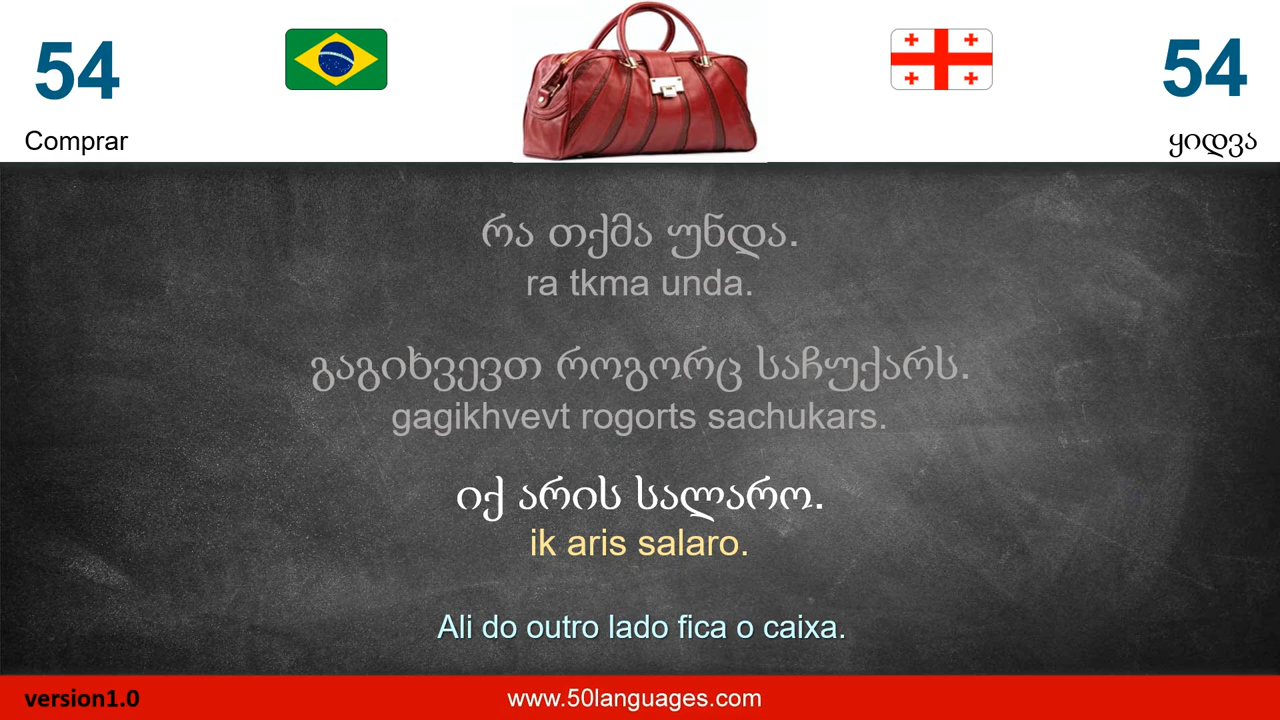 54
54
Comprar
ყიდვა
რა თქმა უნდა.
ra tkma unda.
გაგიხვევთ როგორც საჩუქარს.
gagikhvevt rogorts sachukars.
იქ არის სალარო.
ik aris salaro.
Ali do outro lado fica o caixa.
version1.0
www.50languages.com